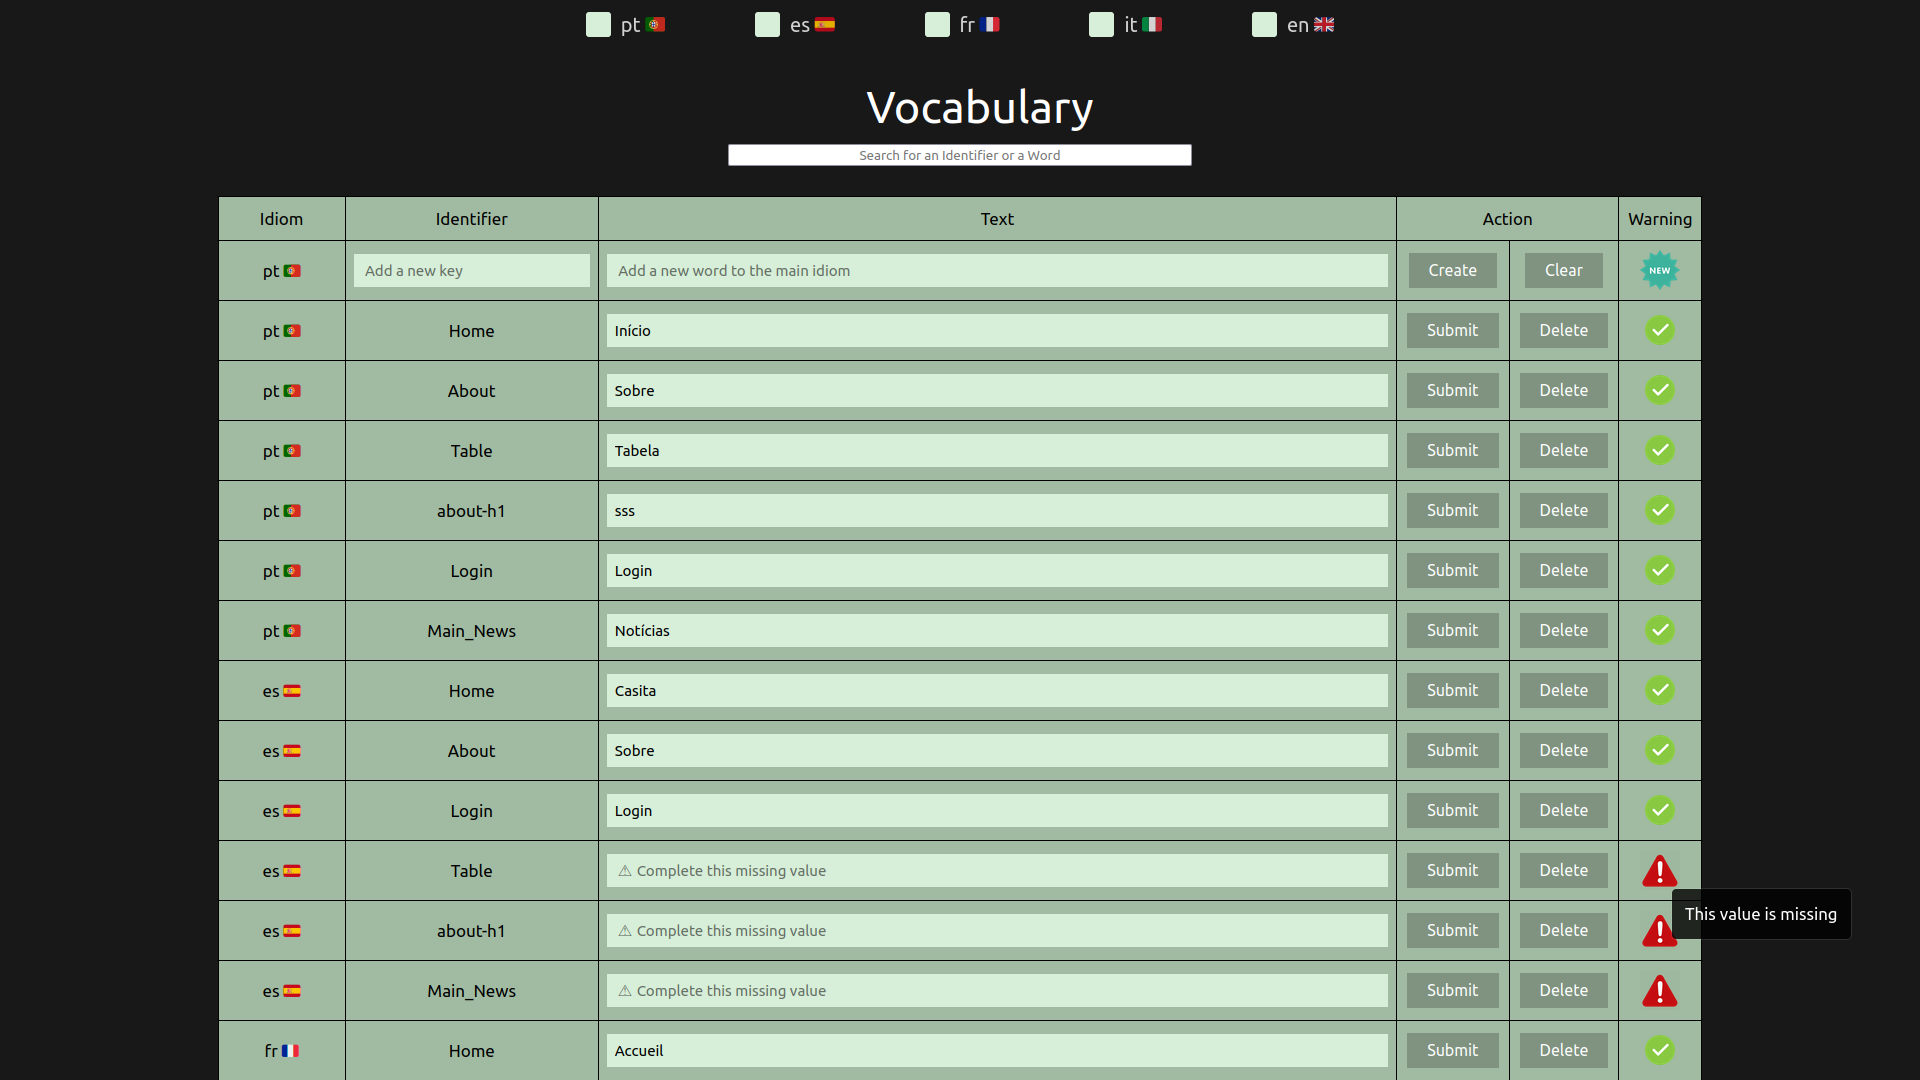 pt es fr it en
Vocabulary
Search for an Identifier or a Word
Idiom Identifier Text Action Warning
pt Add a new key Add a new word to the main idiom Create Clear NEW
pt Home Início Submit Delete
pt About Sobre Submit Delete
pt Table Tabela Submit Delete
pt about-h1 sss Submit Delete
pt Login Login Submit Delete
pt Main_News Notícias Submit Delete
es Home Casita Submit Delete
es About Sobre Submit Delete
es Login Login Submit Delete
es Table ⚠ Complete this missing value Submit Delete
This value is missing
es about-h1 ⚠ Complete this missing value Submit Delete
es Main_News ⚠ Complete this missing value Submit Delete
fr Home Accueil Submit Delete